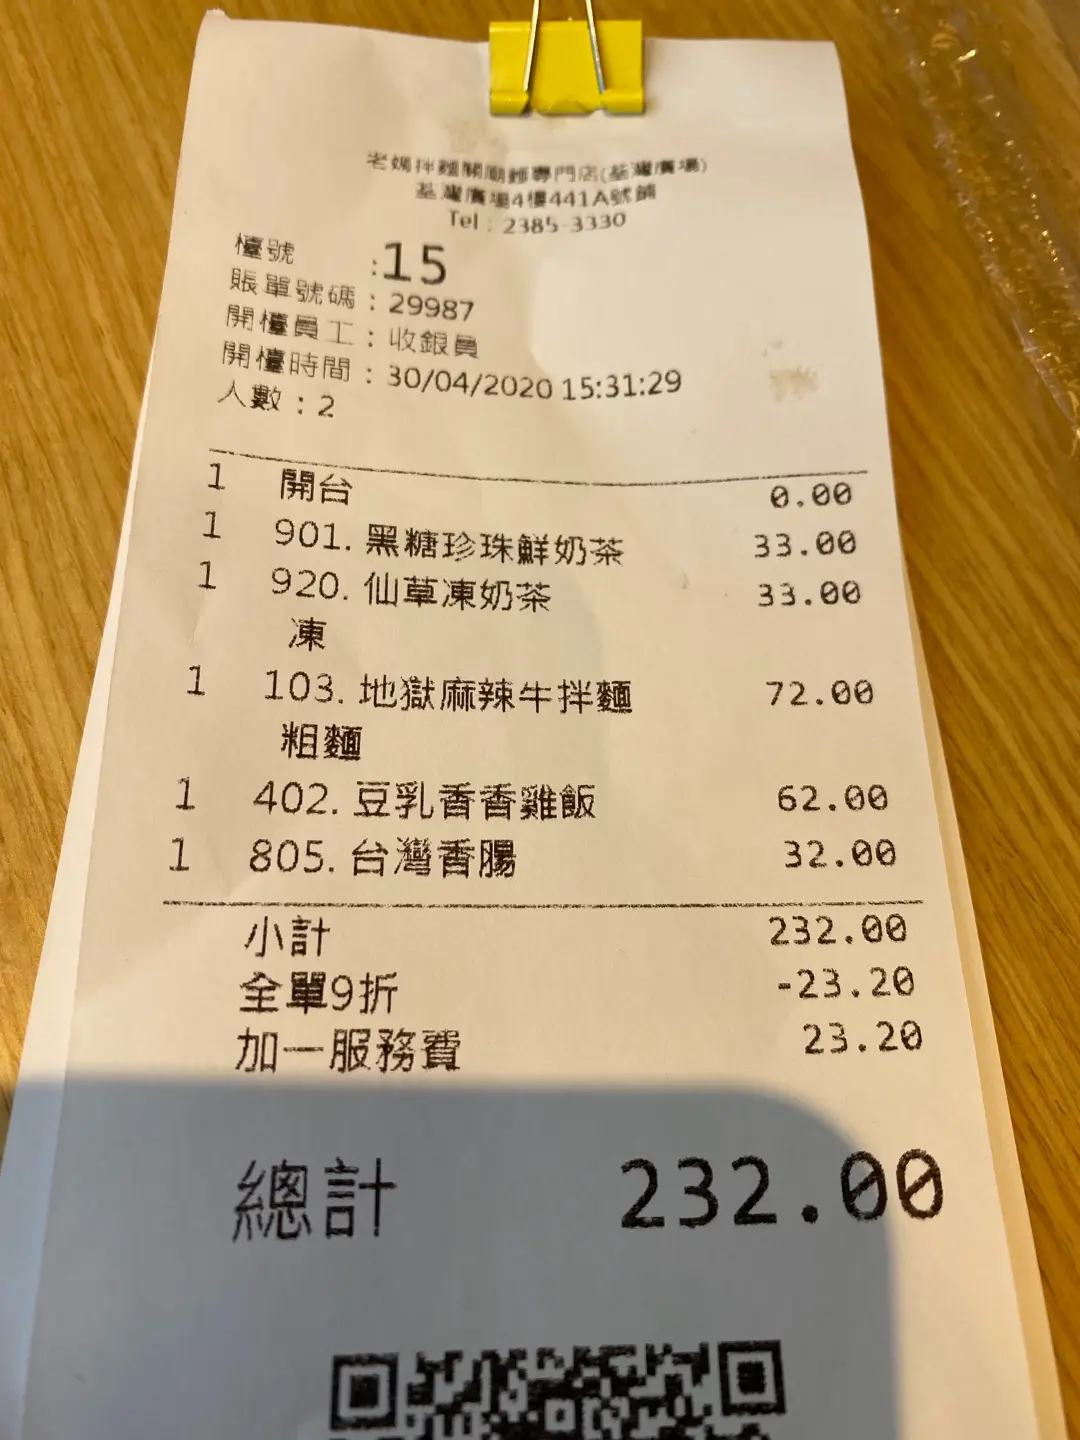 老媽拌麵關廟麵專門店(荃灣廣場)
荃灣廣場4樓441A號舖
Tel : 2385-3330
檯號 :15
賬單號碼 : 29987
開檯員工 : 收銀員
開檯時間 : 30/04/2020 15:31:29
人數 : 2
1 開台 0.00
1 901. 黑糖珍珠鮮奶茶 33.00
1 920. 仙草凍奶茶 33.00
凍
1 103. 地獄麻辣牛拌麵 72.00
粗麵
1 402. 豆乳香香雞飯 62.00
1 805. 台灣香腸 32.00
小計 232.00
全單9折 -23.20
加一服務費 23.20
總計 232.00